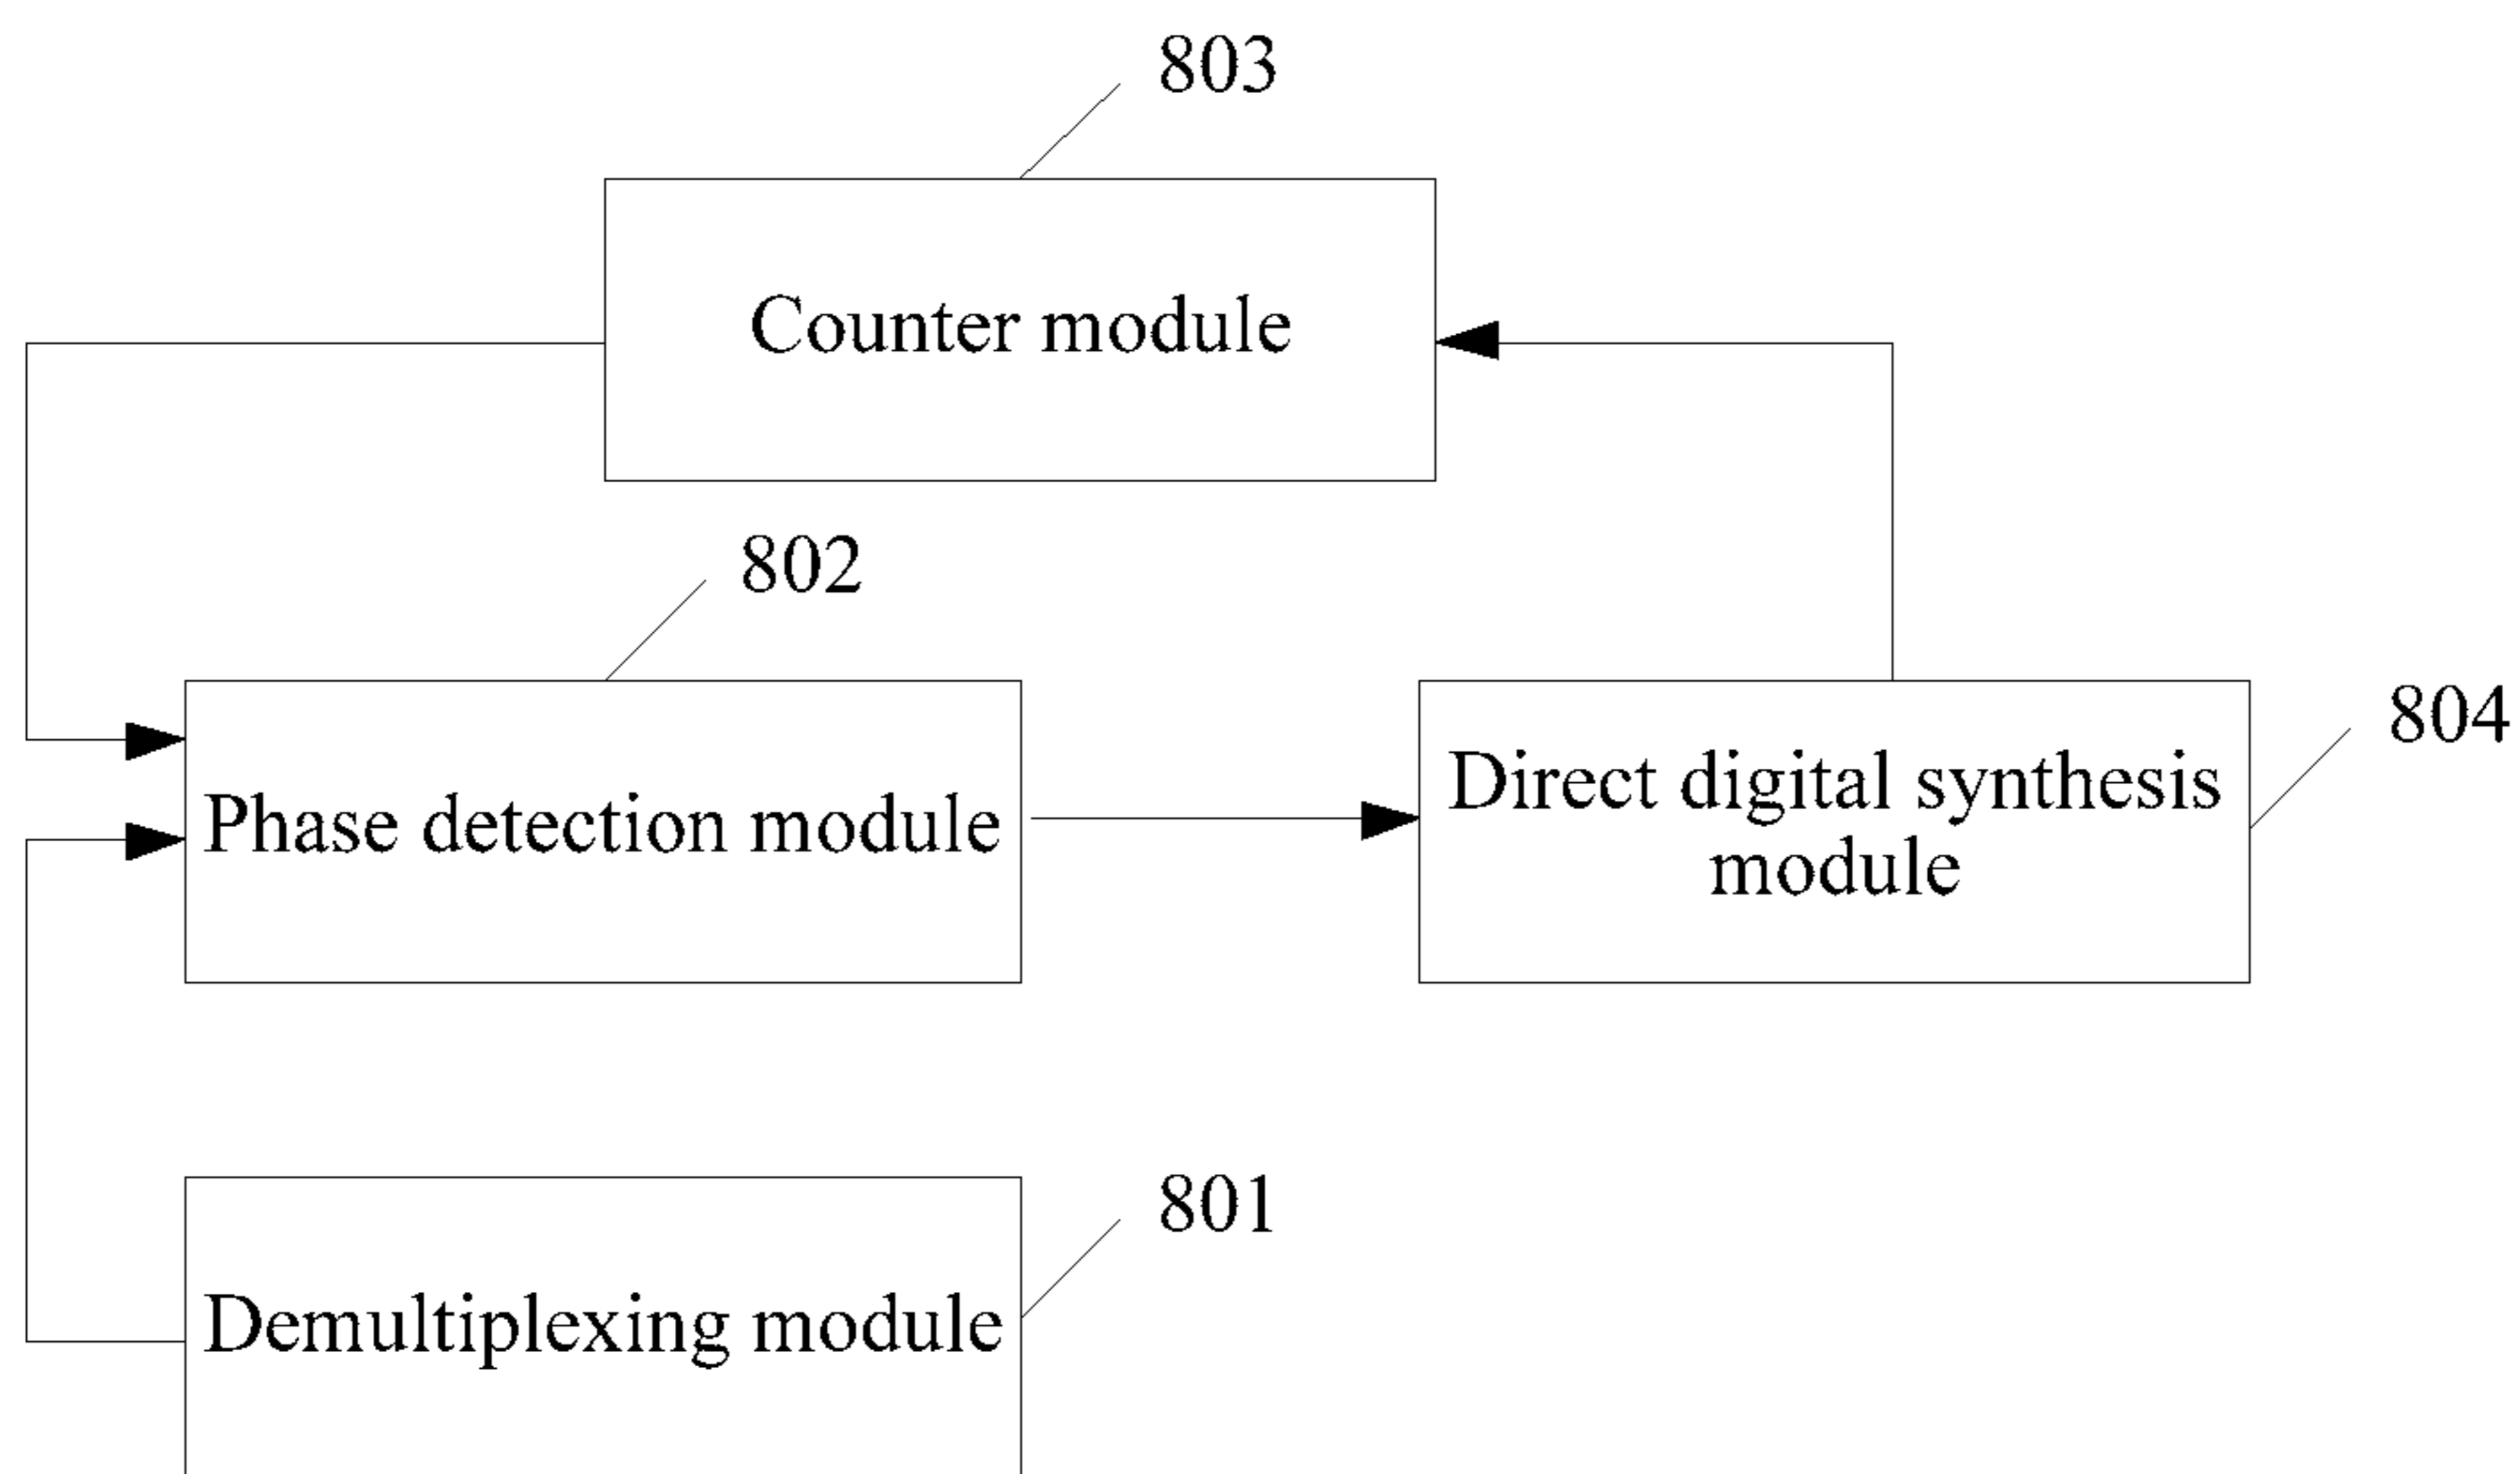 803
Counter module
802
Phase detection module
804
Direct digital synthesis
module
801
Demultiplexing module